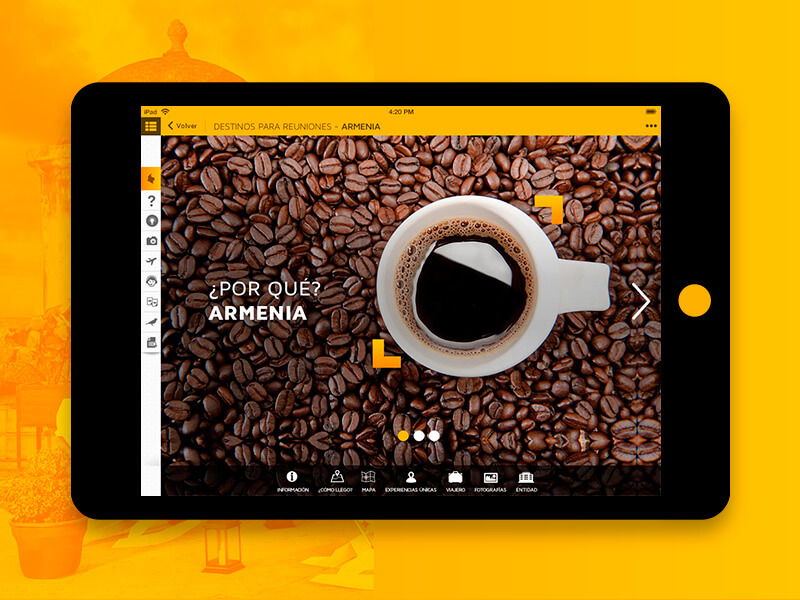 iPad
4:20 PM
Volver
DESTINOS PARA REUNIONES - ARMENIA
?
¿POR QUÉ?
ARMENIA
INFORMACIÓN
¿CÓMO LLEGO?
MAPA
EXPERIENCIAS ÚNICAS
VIAJERO
FOTOGRAFÍAS
ENTIDAD